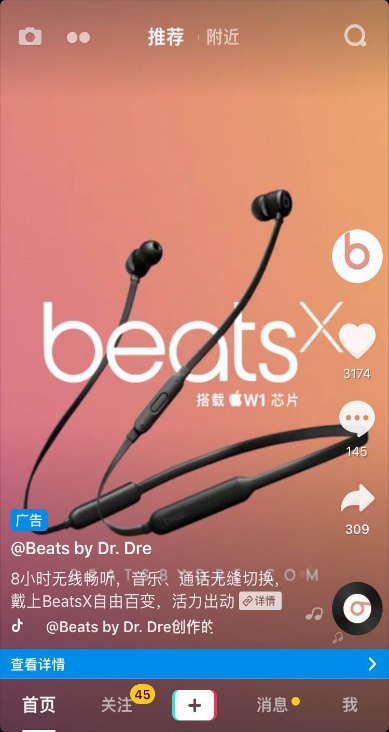 推荐
附近
beatsX
搭载 W1 芯片
3174
145
309
广告
@Beats by Dr. Dre
BEATSBYDRE.COM
8小时无线畅听，音乐、通话无缝切换，
戴上BeatsX自由百变，活力出动 详情
@Beats by Dr. Dre创作的
查看详情
首页
关注
45
消息
我